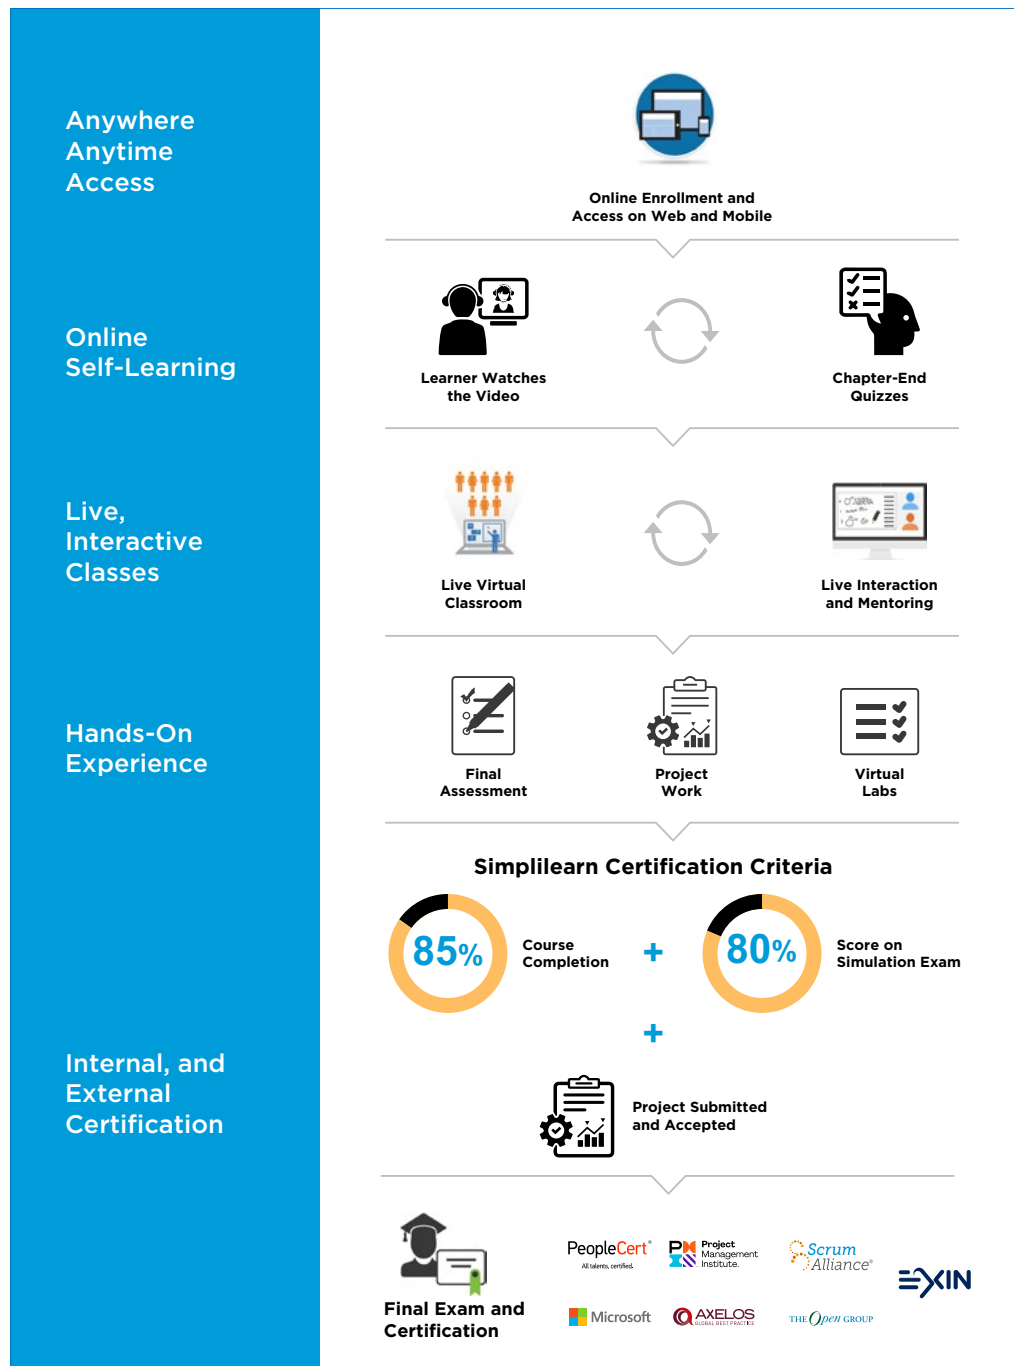 Anywhere
Anytime
Access
Online Enrollment and
Access on Web and Mobile
Online
Self-Learning
Learner Watches
the Video
Chapter-End
Quizzes
Live,
Interactive
Classes
Live Virtual
Classroom
Live Interaction
and Mentoring
Hands-On
Experience
Final
Assessment
Project
Work
Virtual
Labs
Internal, and
External
Certification
Simplilearn Certification Criteria
85%
Course
Completion
+
80%
Score on
Simulation Exam
+
Project Submitted
and Accepted
Final Exam and
Certification
PeopleCert®
All talents, certified.
PMI
Project
Management
Institute.
Scrum
Alliance®
EXIN
Microsoft
AXELOS
GLOBAL BEST PRACTICE
THE Open GROUP